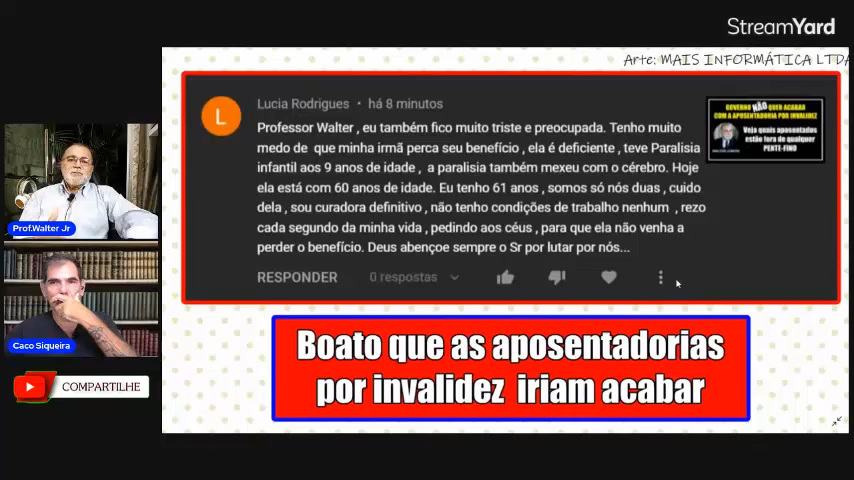 StreamYard
Arte: MAIS INFORMÁTICA LTDA
L
Lucia Rodrigues • há 8 minutos
Professor Walter , eu também fico muito triste e preocupada. Tenho muito
medo de que minha irmã perca seu benefício , ela é deficiente , teve Paralisia
infantil aos 9 anos de idade , a paralisia também mexeu com o cérebro. Hoje
ela está com 60 anos de idade. Eu tenho 61 anos , somos só nós duas , cuido
dela , sou curadora definitivo , não tenho condições de trabalho nenhum , rezo
cada segundo da minha vida , pedindo aos céus , para que ela não venha a
perder o benefício. Deus abençoe sempre o Sr por lutar por nós...
RESPONDER 0 respostas
GOVERNO NÃO QUER ACABAR
COM A APOSENTADORIA POR INVALIDEZ
Veja quais aposentados
estão fora de qualquer
PENTE-FINO
Prof.Walter Jr
Caco Siqueira
COMPARTILHE
Boato que as aposentadorias
por invalidez iriam acabar